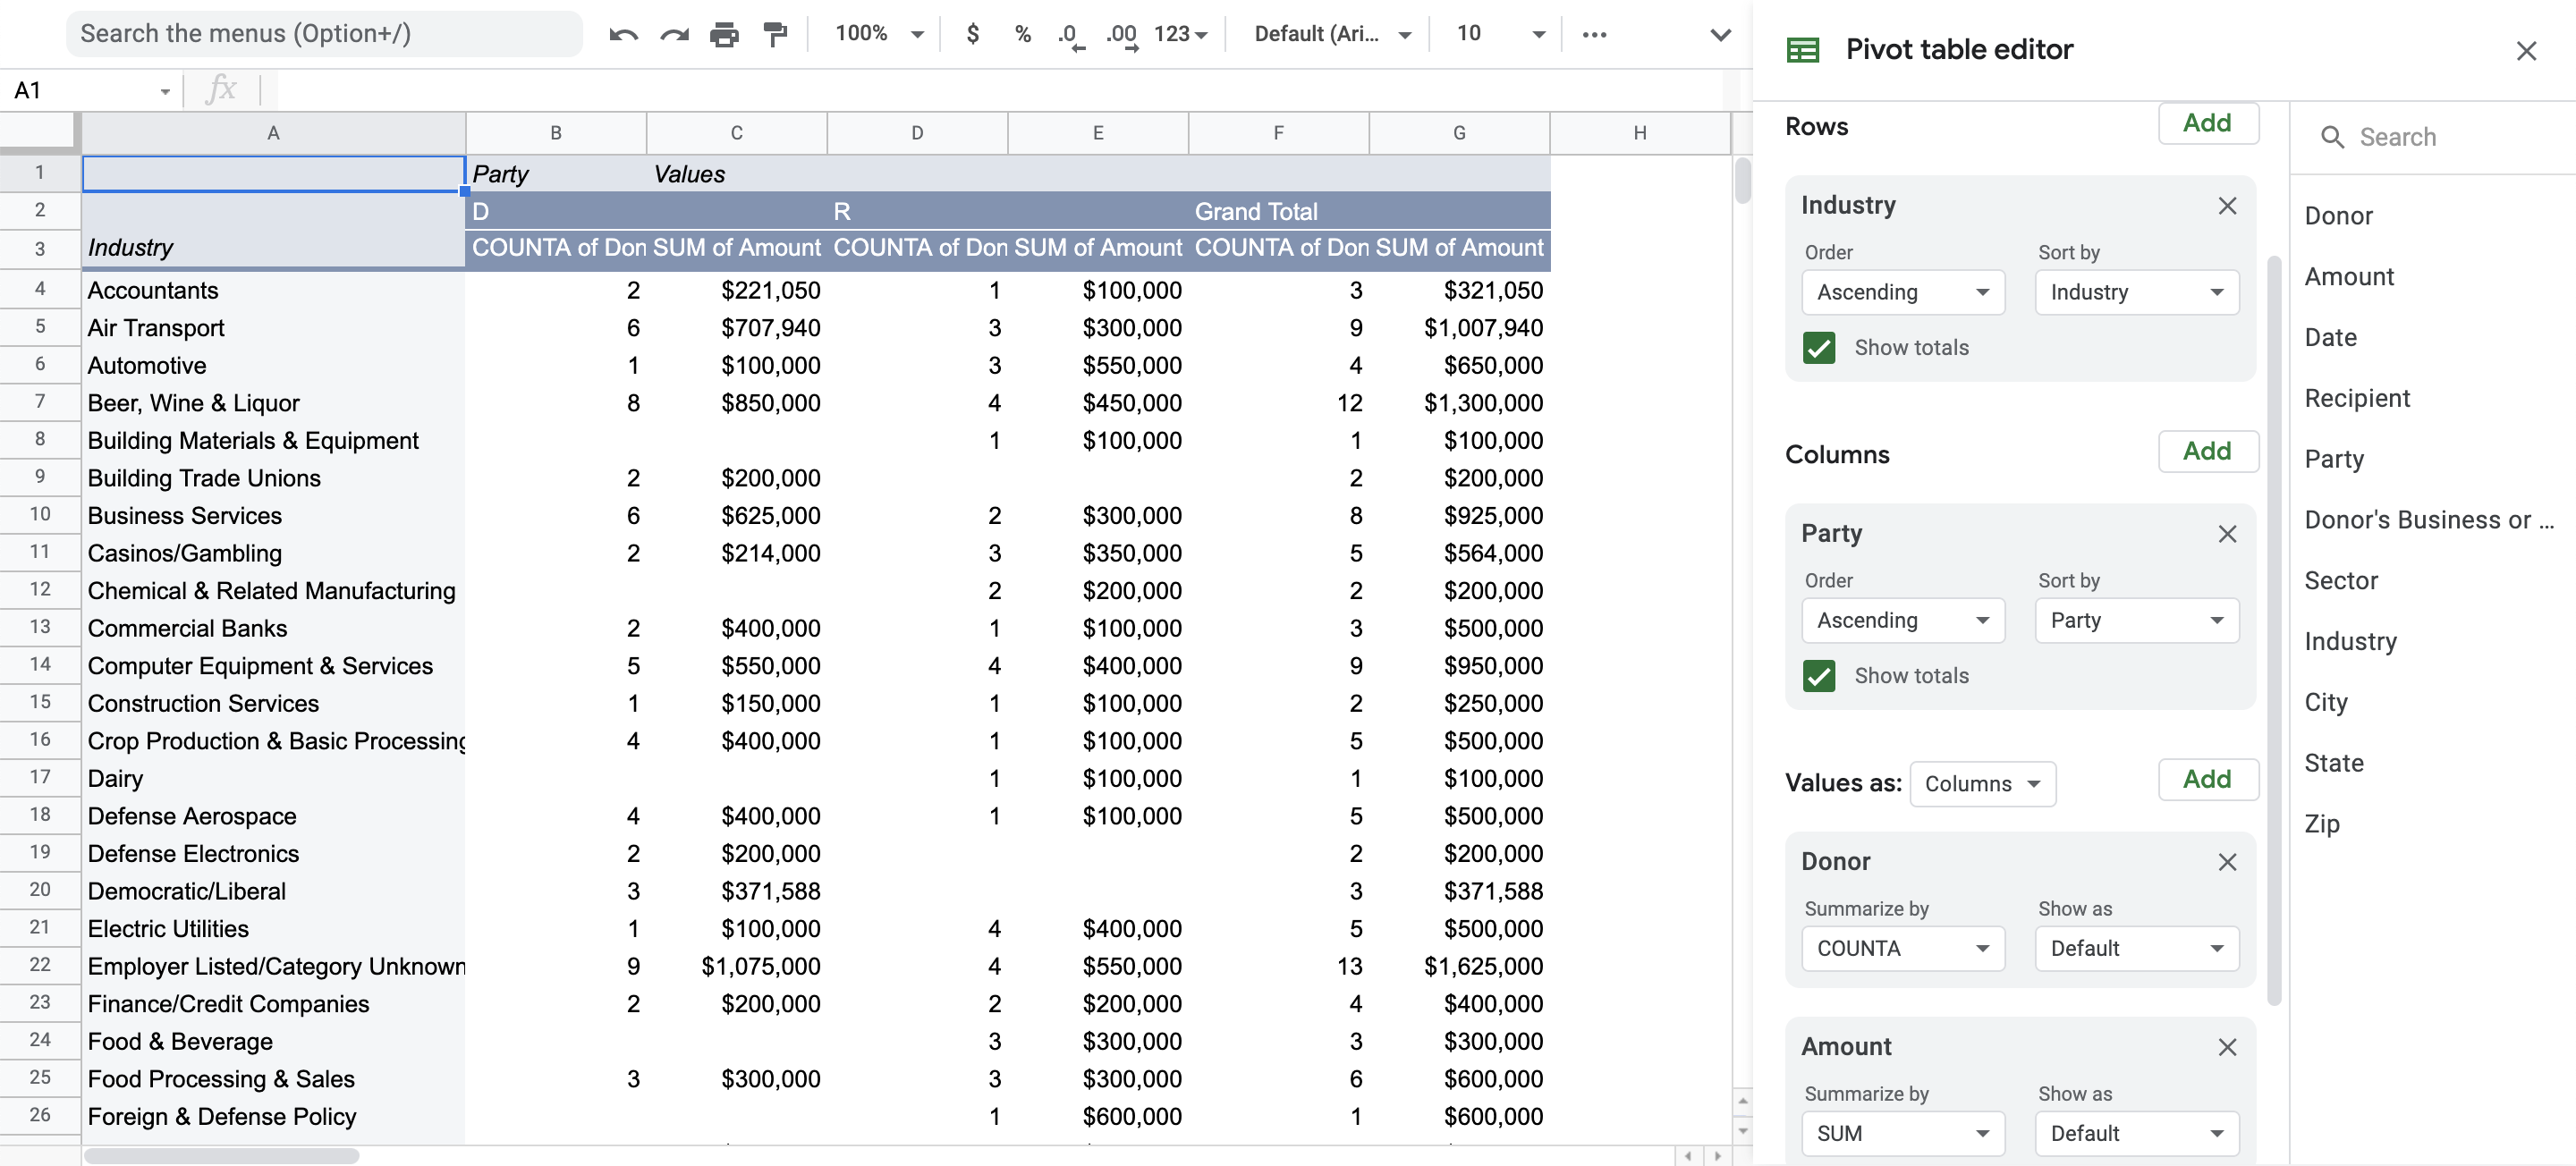 Search the menus (Option+/) 100% $ % .0 .00 123 Default (Ari... 10 ...
A1 fx
A B C D E F G H
1 Party Values
2 D R Grand Total
3 Industry COUNTA of Don SUM of Amount COUNTA of Don SUM of Amount COUNTA of Don SUM of Amount
4 Accountants 2 $221,050 1 $100,000 3 $321,050
5 Air Transport 6 $707,940 3 $300,000 9 $1,007,940
6 Automotive 1 $100,000 3 $550,000 4 $650,000
7 Beer, Wine & Liquor 8 $850,000 4 $450,000 12 $1,300,000
8 Building Materials & Equipment 1 $100,000 1 $100,000
9 Building Trade Unions 2 $200,000 2 $200,000
10 Business Services 6 $625,000 2 $300,000 8 $925,000
11 Casinos/Gambling 2 $214,000 3 $350,000 5 $564,000
12 Chemical & Related Manufacturing 2 $200,000 2 $200,000
13 Commercial Banks 2 $400,000 1 $100,000 3 $500,000
14 Computer Equipment & Services 5 $550,000 4 $400,000 9 $950,000
15 Construction Services 1 $150,000 1 $100,000 2 $250,000
16 Crop Production & Basic Processing 4 $400,000 1 $100,000 5 $500,000
17 Dairy 1 $100,000 1 $100,000
18 Defense Aerospace 4 $400,000 1 $100,000 5 $500,000
19 Defense Electronics 2 $200,000 2 $200,000
20 Democratic/Liberal 3 $371,588 3 $371,588
21 Electric Utilities 1 $100,000 4 $400,000 5 $500,000
22 Employer Listed/Category Unknown 9 $1,075,000 4 $550,000 13 $1,625,000
23 Finance/Credit Companies 2 $200,000 2 $200,000 4 $400,000
24 Food & Beverage 3 $300,000 3 $300,000
25 Food Processing & Sales 3 $300,000 3 $300,000 6 $600,000
26 Foreign & Defense Policy 1 $600,000 1 $600,000
Pivot table editor
Rows Add
Industry
Order Sort by
Ascending Industry
Show totals
Columns Add
Party
Order Sort by
Ascending Party
Show totals
Values as: Columns Add
Donor
Summarize by Show as
COUNTA Default
Amount
Summarize by Show as
SUM Default
Search
Donor
Amount
Date
Recipient
Party
Donor's Business or ...
Sector
Industry
City
State
Zip